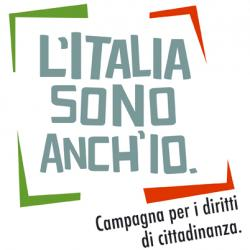 L'ITALIA
SONO
ANCH'IO.
Campagna per i diritti
di cittadinanza.